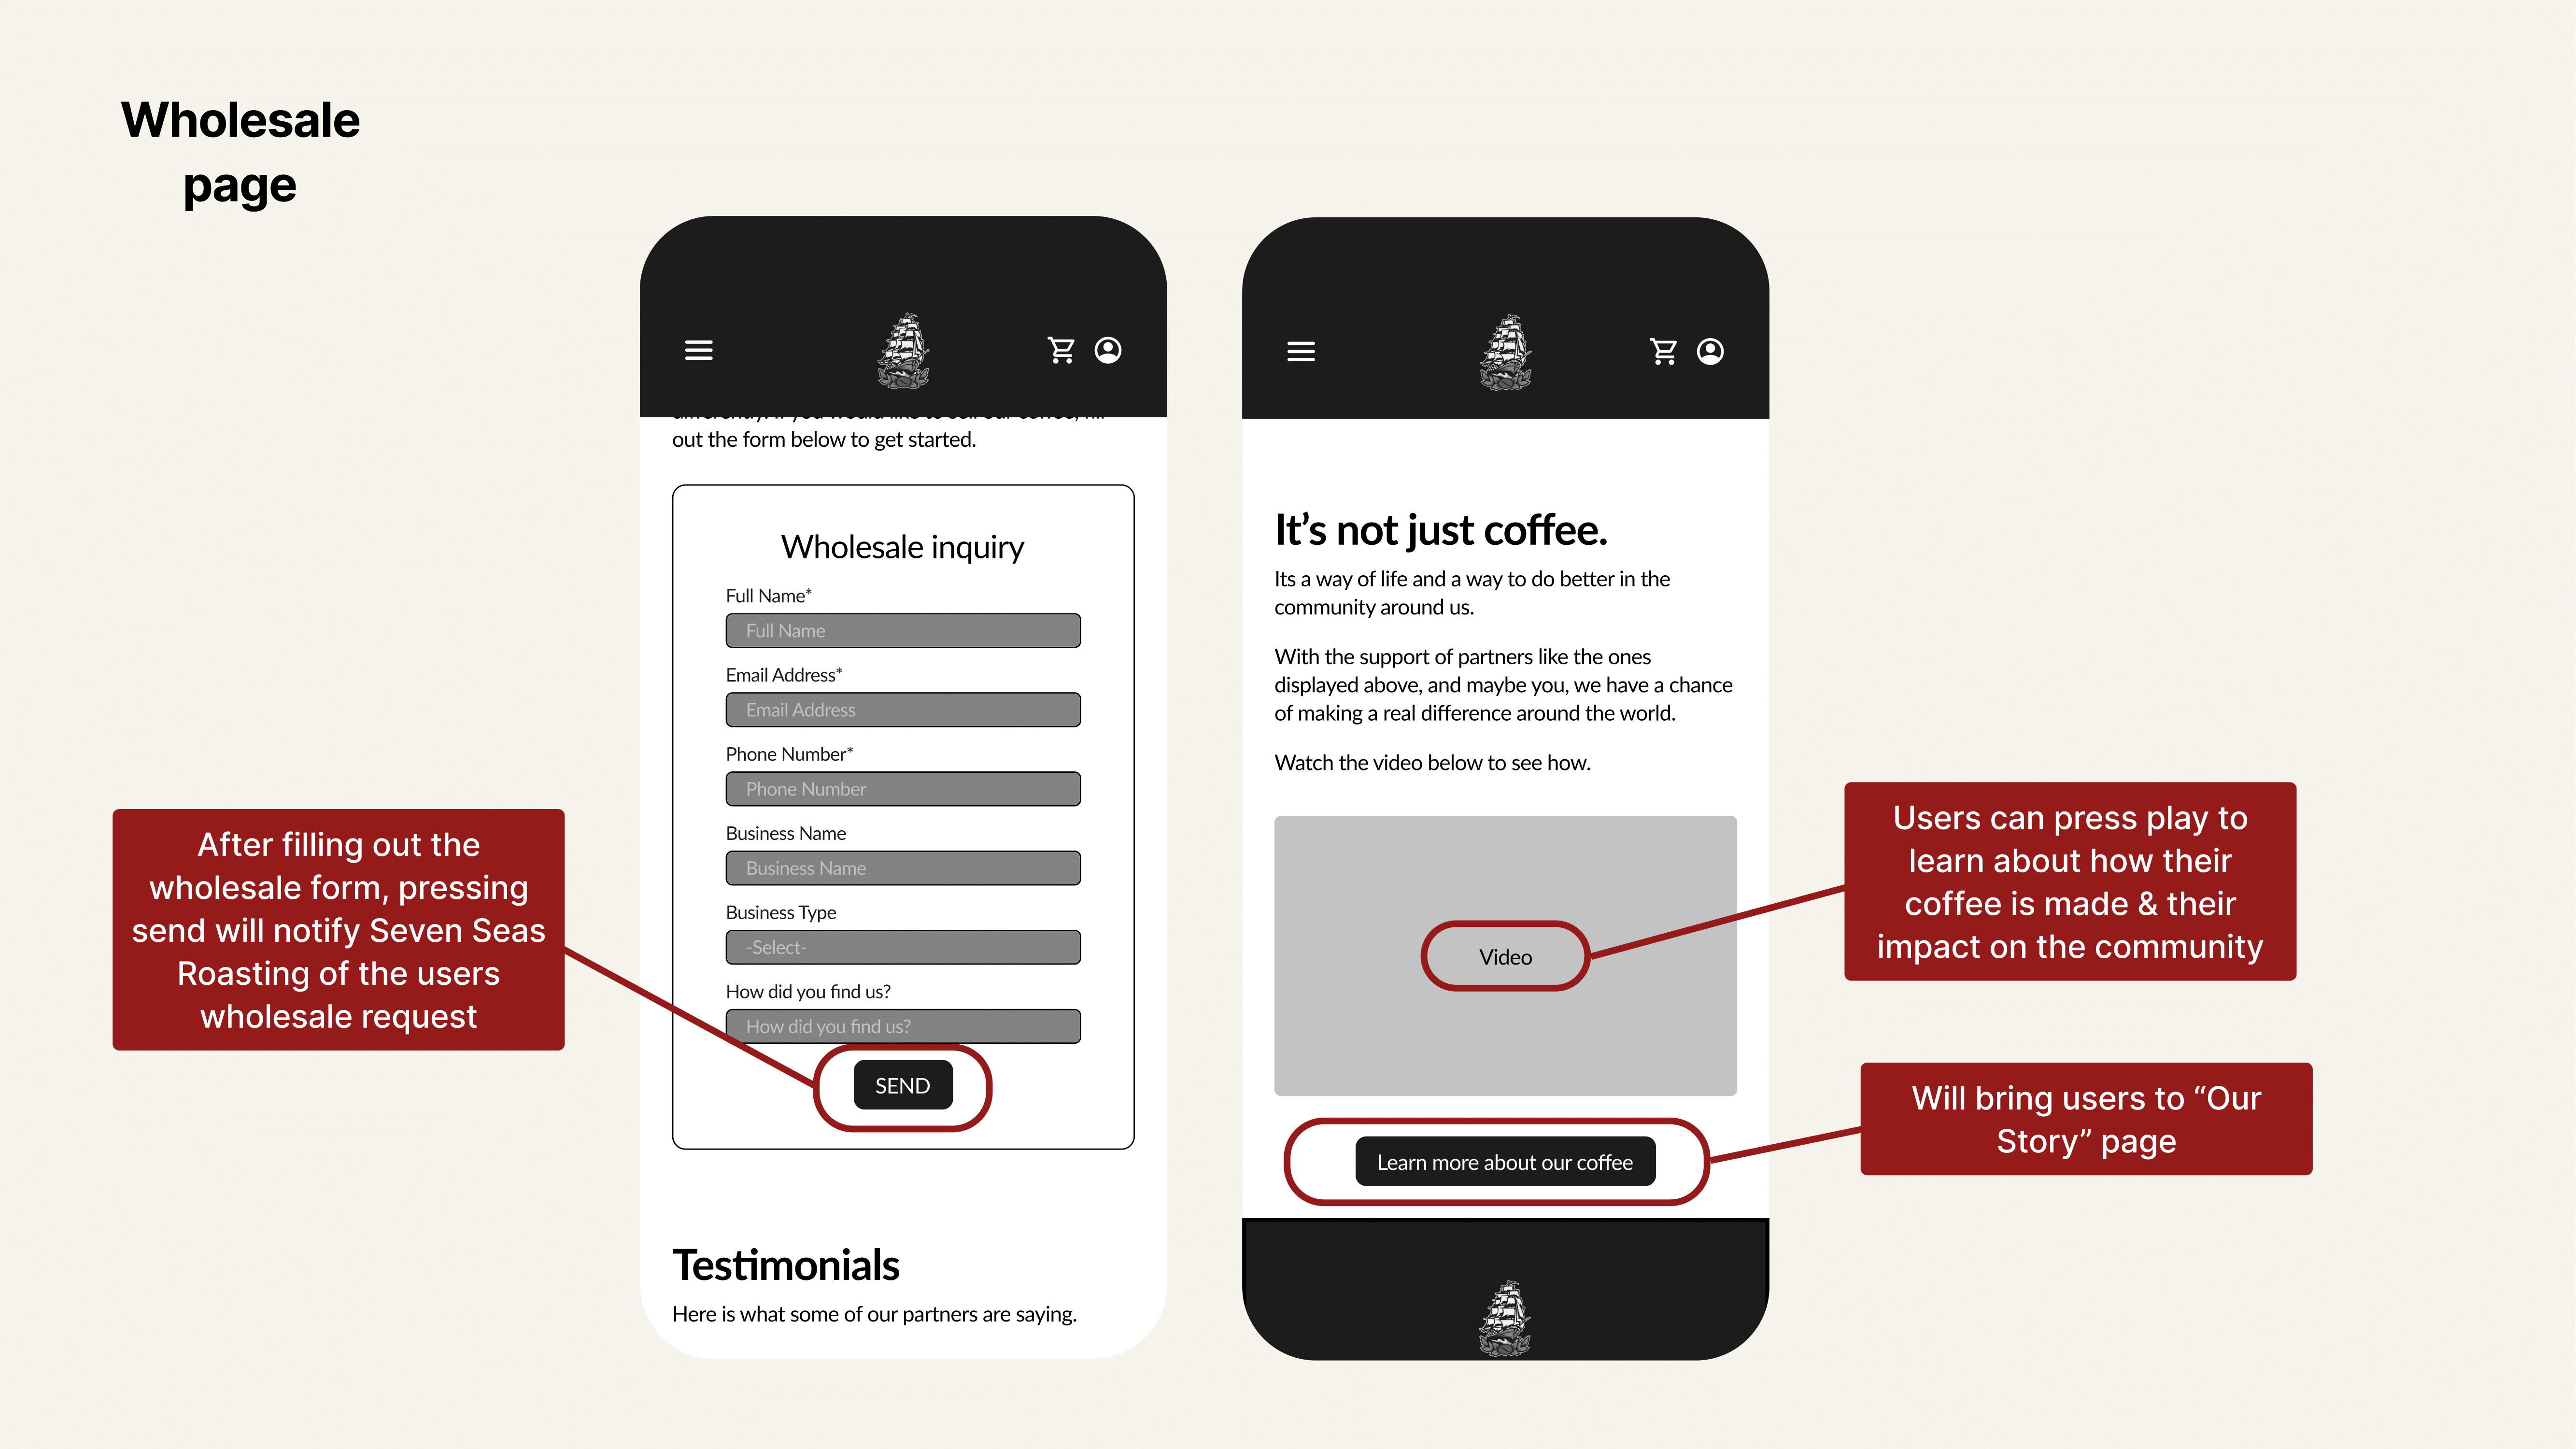 Wholesale
page
out the form below to get started.
Wholesale inquiry
Full Name*
Full Name
Email Address*
Email Address
Phone Number*
Phone Number
Business Name
Business Name
Business Type
-Select-
How did you find us?
How did you find us?
SEND
Testimonials
Here is what some of our partners are saying.
After filling out the
wholesale form, pressing
send will notify Seven Seas
Roasting of the users
wholesale request
It’s not just coffee.
Its a way of life and a way to do better in the
community around us.
With the support of partners like the ones
displayed above, and maybe you, we have a chance
of making a real difference around the world.
Watch the video below to see how.
Video
Learn more about our coffee
Users can press play to
learn about how their
coffee is made & their
impact on the community
Will bring users to “Our
Story” page